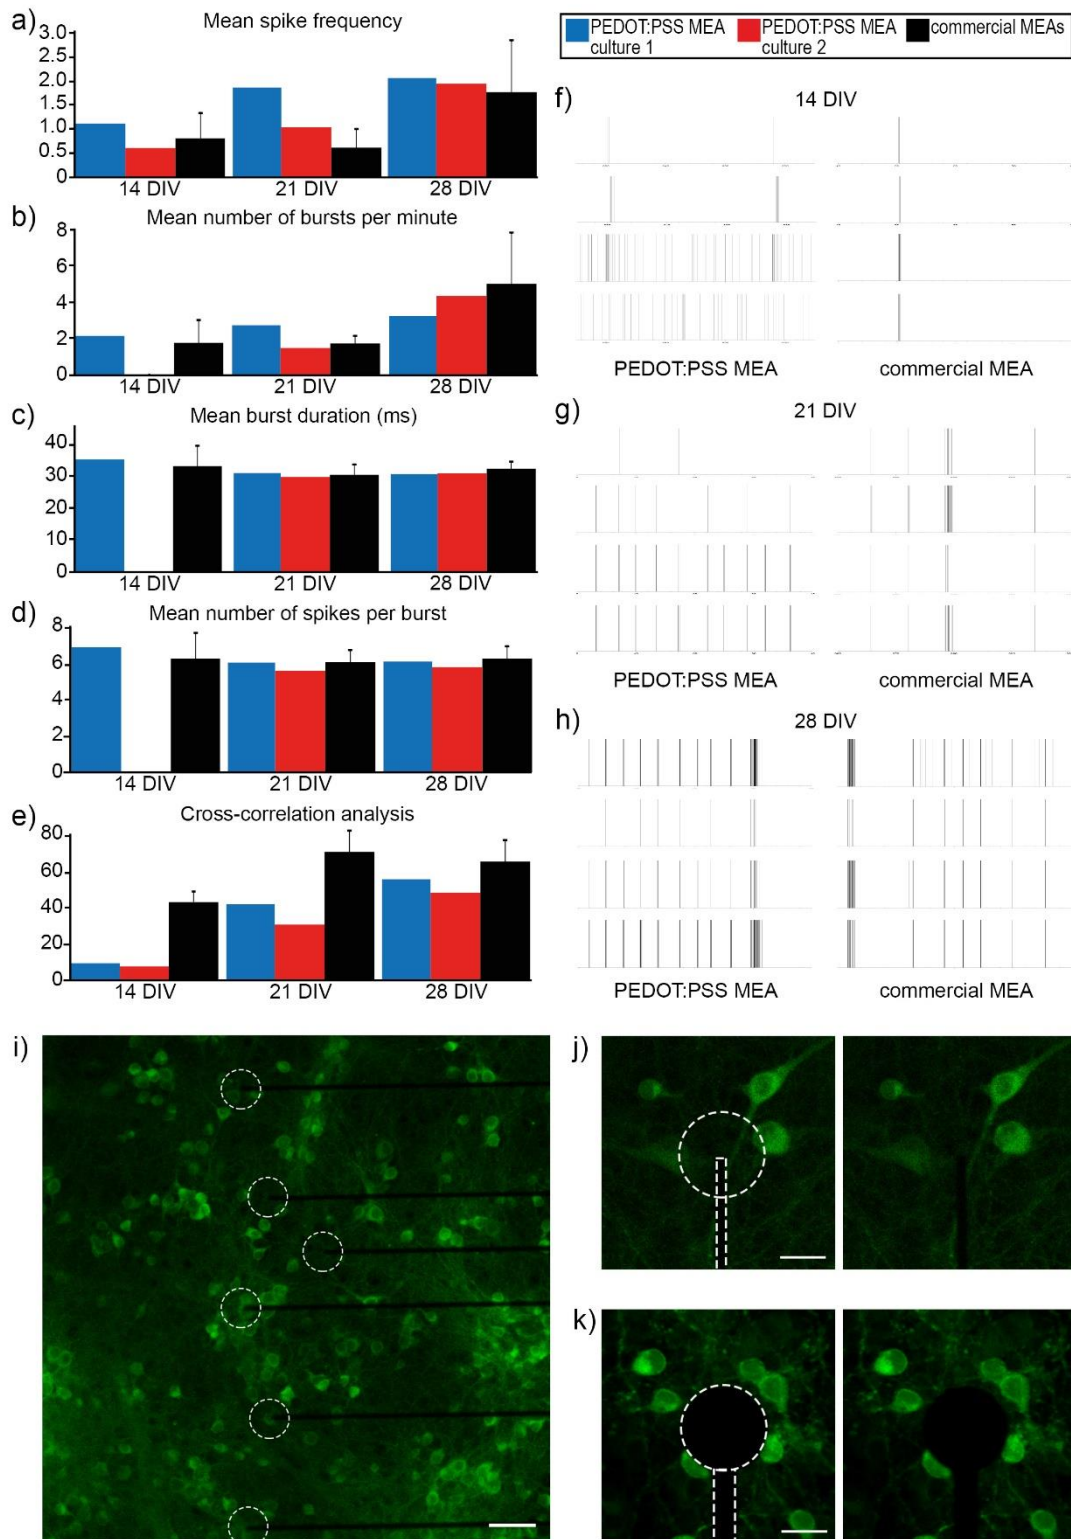 a)
Mean spike frequency
3.0
2.5
2.0
1.5
1.0
0.5
0
14 DIV 21 DIV 28 DIV
b)
Mean number of bursts per minute
8
6
4
2
0
14 DIV 21 DIV 28 DIV
c)
Mean burst duration (ms)
40
30
20
10
0
14 DIV 21 DIV 28 DIV
d)
Mean number of spikes per burst
8
6
4
2
0
14 DIV 21 DIV 28 DIV
e)
Cross-correlation analysis
80
60
40
20
0
14 DIV 21 DIV 28 DIV
PEDOT:PSS MEA
culture 1
PEDOT:PSS MEA
culture 2
commercial MEAs
f)
14 DIV
PEDOT:PSS MEA commercial MEA
g)
21 DIV
PEDOT:PSS MEA commercial MEA
h)
28 DIV
PEDOT:PSS MEA commercial MEA
i)
j)
k)